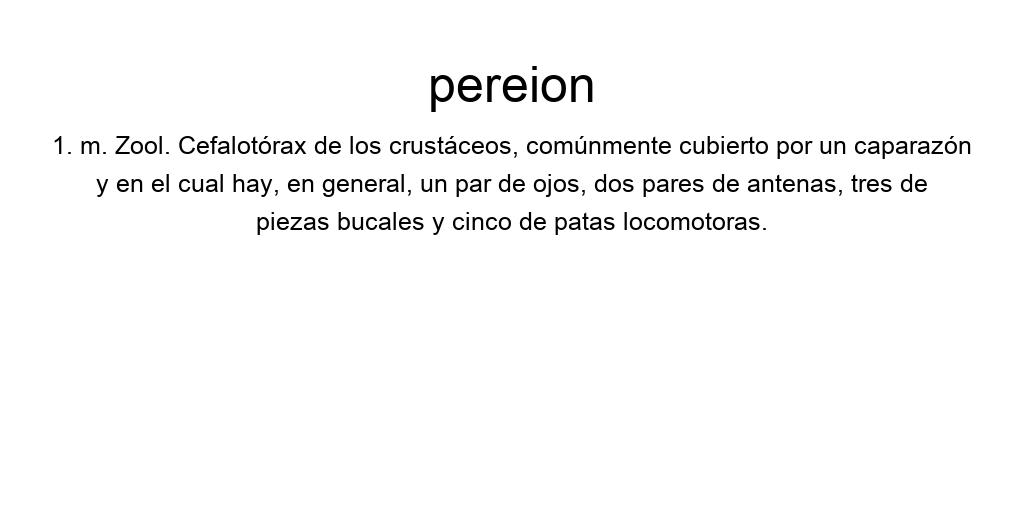 pereion
1. m. Zool. Cefalotórax de los crustáceos, comúnmente cubierto por un caparazón
y en el cual hay, en general, un par de ojos, dos pares de antenas, tres de
piezas bucales y cinco de patas locomotoras.